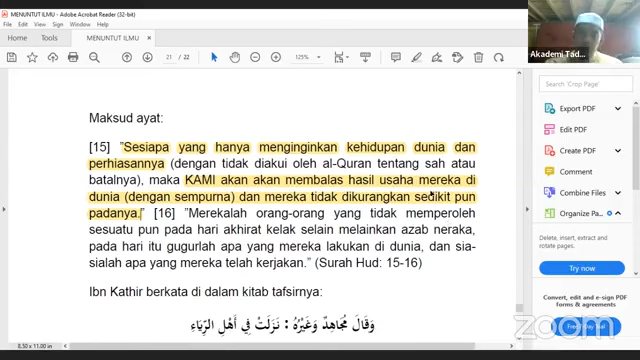 MENUNTUT ILMU - Adobe Acrobat Reader (32-bit)
File Edit View Sign Window Help
Home Tools MENUNTUT ILMU ×
21 / 22 125%
Akademi Tad...
Maksud ayat:
[15] "Sesiapa yang hanya menginginkan kehidupan dunia dan
perhiasannya (dengan tidak diakui oleh al-Quran tentang sah atau
batalnya), maka KAMI akan akan membalas hasil usaha mereka di
dunia (dengan sempurna) dan mereka tidak dikurangkan sedikit pun
padanya." [16] "Merekalah orang-orang yang tidak memperoleh
sesuatu pun pada hari akhirat kelak selain melainkan azab neraka,
pada hari itu gugurlah apa yang mereka lakukan di dunia, dan sia-
sialah apa yang mereka telah kerjakan." (Surah Hud: 15-16)
Ibn Kathir berkata di dalam kitab tafsirnya:
وَقَالَ مُجَاهِدٌ وَغَيْرُهُ : نَزَلَتْ فِي أَهْلِ الرِّيَاءِ
8.50 x 11.00 in
Search 'Crop Page'
Export PDF
Edit PDF
Create PDF
Comment
Combine Files
Organize Pa...
Delete, insert, extract and
rotate pages.
Try now
Convert, edit and e-sign PDF
forms & agreements
Free 7-Day Trial
zoom